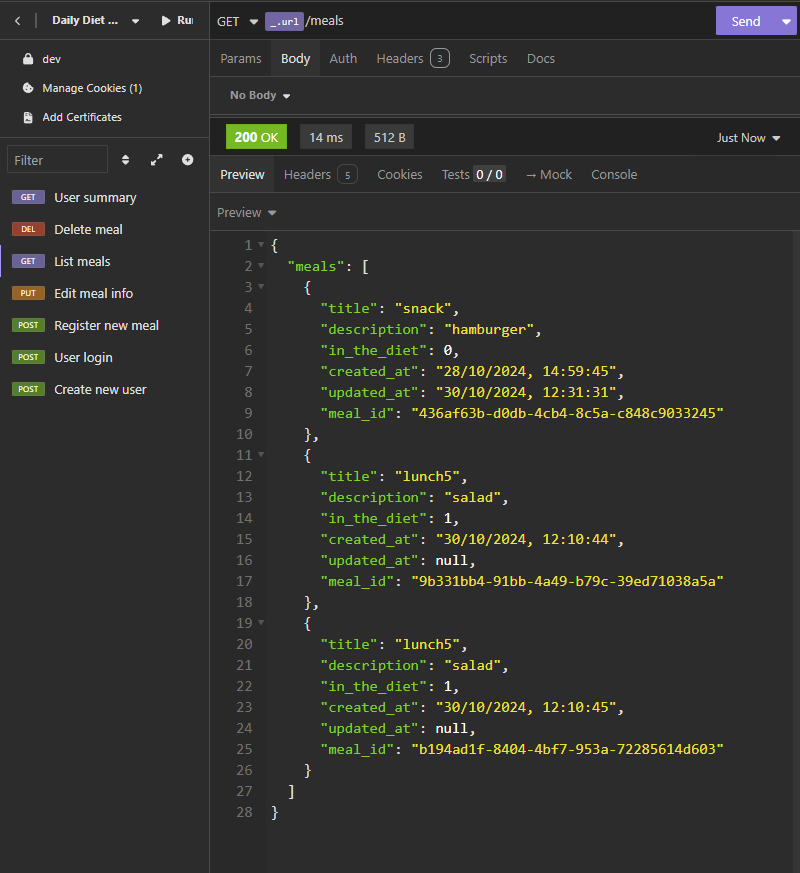 Daily Diet ...
Run
dev
Manage Cookies (1)
Add Certificates
Filter
GET User summary
DEL Delete meal
GET List meals
PUT Edit meal info
POST Register new meal
POST User login
POST Create new user
GET _.url /meals
Send
Params Body Auth Headers 3 Scripts Docs
No Body
200 OK 14 ms 512 B Just Now
Preview Headers 5 Cookies Tests 0 / 0 → Mock Console
Preview
1 {
2 "meals": [
3 {
4 "title": "snack",
5 "description": "hamburger",
6 "in_the_diet": 0,
7 "created_at": "28/10/2024, 14:59:45",
8 "updated_at": "30/10/2024, 12:31:31",
9 "meal_id": "436af63b-d0db-4cb4-8c5a-c848c9033245"
10 },
11 {
12 "title": "lunch5",
13 "description": "salad",
14 "in_the_diet": 1,
15 "created_at": "30/10/2024, 12:10:44",
16 "updated_at": null,
17 "meal_id": "9b331bb4-91bb-4a49-b79c-39ed71038a5a"
18 },
19 {
20 "title": "lunch5",
21 "description": "salad",
22 "in_the_diet": 1,
23 "created_at": "30/10/2024, 12:10:45",
24 "updated_at": null,
25 "meal_id": "b194ad1f-8404-4bf7-953a-72285614d603"
26 }
27 ]
28 }